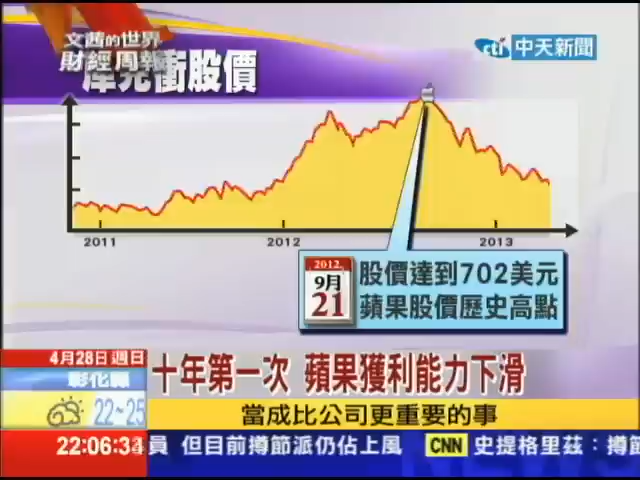 文茜的世界
財經周報
庫克衝股價
cti 中天新聞
2011
2012
2013
2012.
9月
21
股價達到702美元
蘋果股價歷史高點
4月28日週日
彰化縣
22~25
22:06:34
十年第一次 蘋果獲利能力下滑
當成比公司更重要的事
員 但目前撙節派仍佔上風 CNN 史提格里茲：撙節